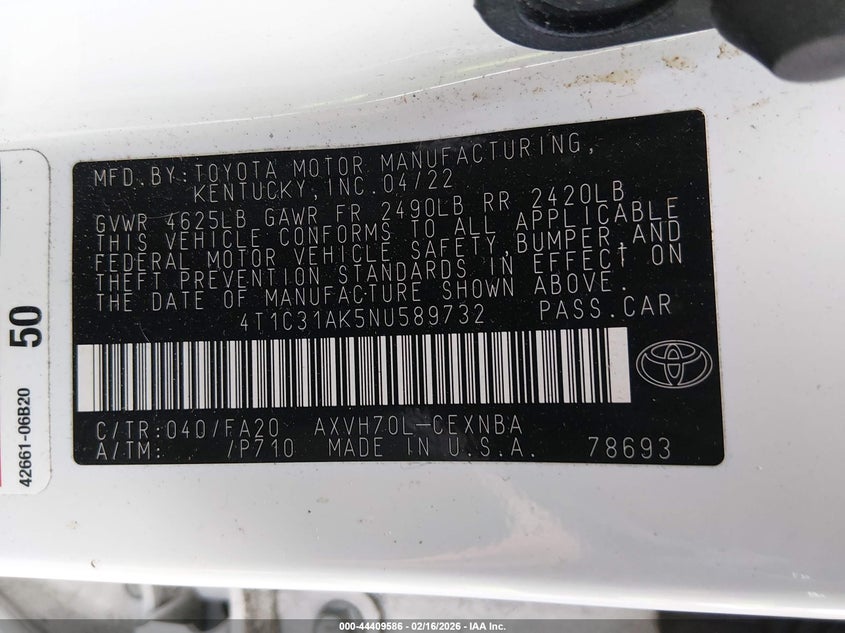 MFD.BY:TOYOTA MOTOR MANUFACTURING,
KENTUCKY,INC.04/22
GVWR 4625LB GAWR FR 2490LB RR 2420LB
THIS VEHICLE CONFORMS TO ALL APPLICABLE
FEDERAL MOTOR VEHICLE SAFETY,BUMPER,AND
THEFT PREVENTION STANDARDS IN EFFECT ON
THE DATE OF MANUFACTURE SHOWN ABOVE.
4T1C31AK5NU589732 PASS.CAR
C/TR:040/FA20 AXVH70L-CEXNBA
A/TM: /P710 MADE IN U.S.A. 78693
50
42661-06B20
000-44409586 - 02/16/2026 - IAA Inc.